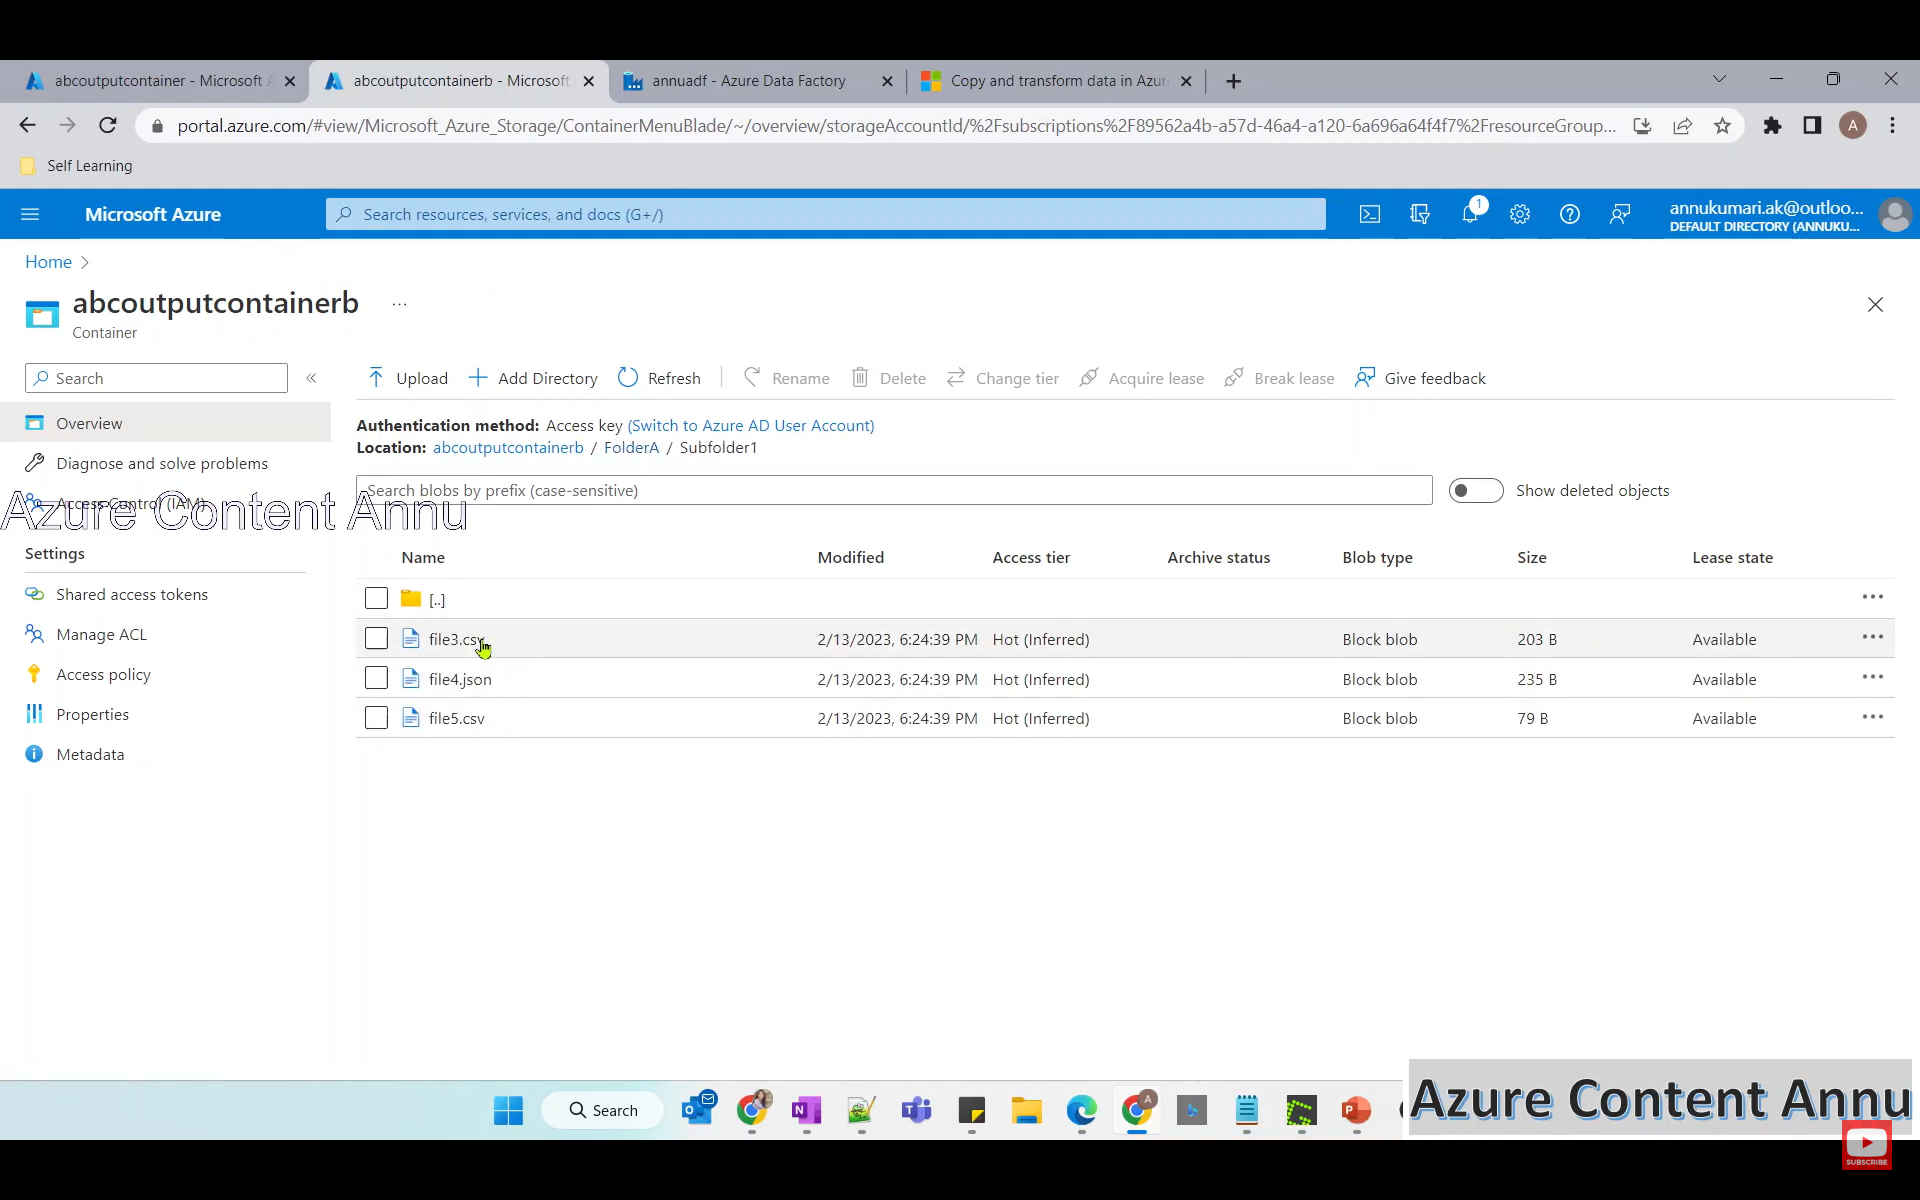 abcoutputcontainer - Microsoft A
abcoutputcontainerb - Microsoft
annuadf - Azure Data Factory
Copy and transform data in Azur
portal.azure.com/#view/Microsoft_Azure_Storage/ContainerMenuBlade/~/overview/storageAccountId/%2Fsubscriptions%2F89562a4b-a57d-46a4-a120-6a696a64f4f7%2FresourceGroup...
A
Self Learning
Microsoft Azure
Search resources, services, and docs (G+/)
1
annukumari.ak@outloo...
DEFAULT DIRECTORY (ANNUKU...
Home
abcoutputcontainerb
...
Container
Search
«
Upload
Add Directory
Refresh
Rename
Delete
Change tier
Acquire lease
Break lease
Give feedback
Overview
Authentication method: Access key (Switch to Azure AD User Account)
Location: abcoutputcontainerb / FolderA / Subfolder1
Diagnose and solve problems
Search blobs by prefix (case-sensitive)
Show deleted objects
Access Control (IAM)
Azure Content Annu
Settings
Shared access tokens
Manage ACL
Access policy
Properties
Metadata
Name Modified Access tier Archive status Blob type Size Lease state
[..]
file3.csv 2/13/2023, 6:24:39 PM Hot (Inferred) Block blob 203 B Available
file4.json 2/13/2023, 6:24:39 PM Hot (Inferred) Block blob 235 B Available
file5.csv 2/13/2023, 6:24:39 PM Hot (Inferred) Block blob 79 B Available
Search
Azure Content Annu
SUBSCRIBE